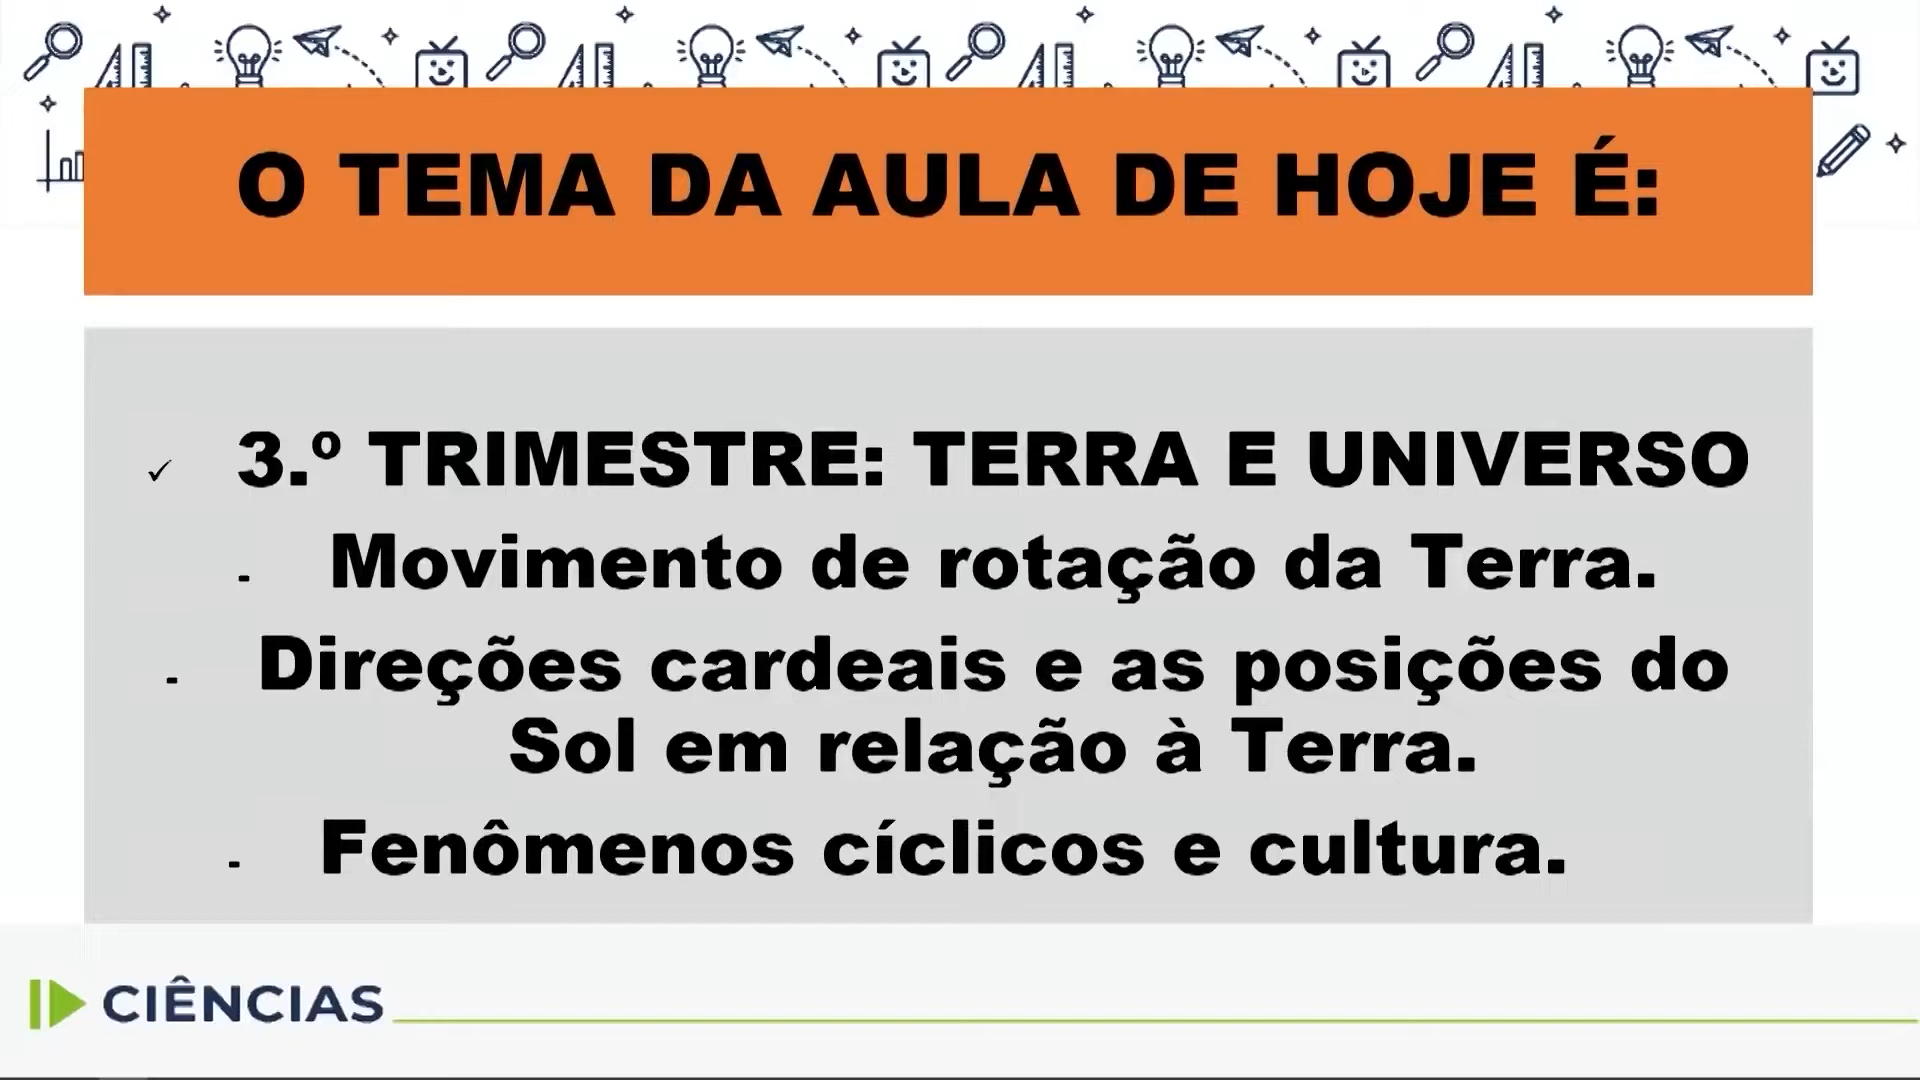 O TEMA DA AULA DE HOJE É:
✓ 3.º TRIMESTRE: TERRA E UNIVERSO
- Movimento de rotação da Terra.
- Direções cardeais e as posições do
Sol em relação à Terra.
- Fenômenos cíclicos e cultura.
CIÊNCIAS